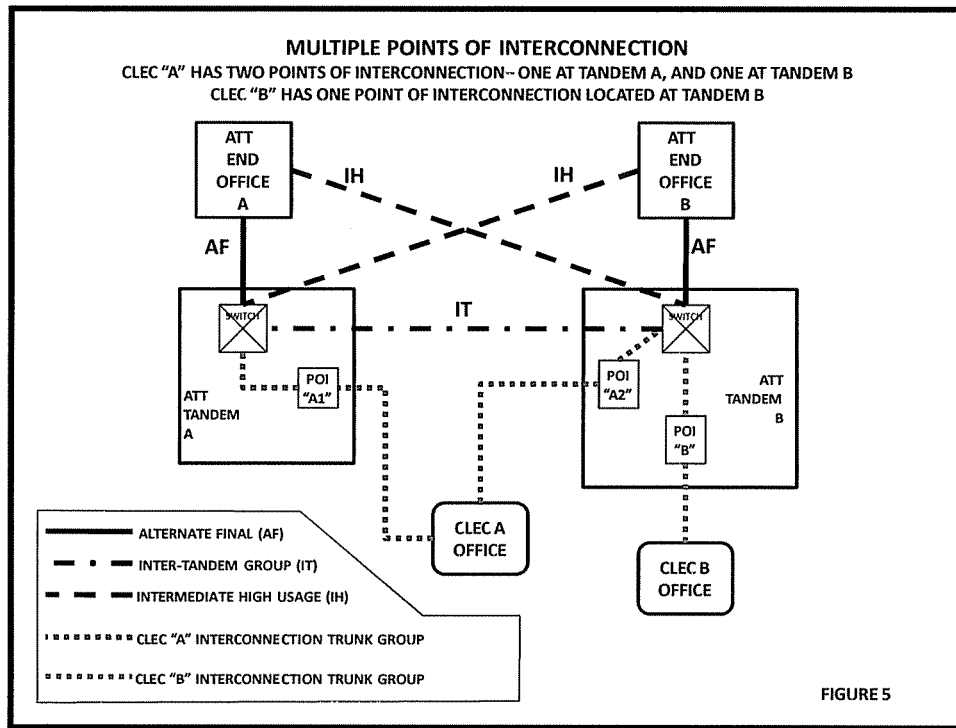 MULTIPLE POINTS OF INTERCONNECTION
CLEC "A" HAS TWO POINTS OF INTERCONNECTION-- ONE AT TANDEM A, AND ONE AT TANDEM B
CLEC "B" HAS ONE POINT OF INTERCONNECTION LOCATED AT TANDEM B
ATT
END
OFFICE
A
IH
IH
ATT
END
OFFICE
B
AF
AF
SWITCH
IT
SWITCH
POI
"A1"
ATT
TANDEM
A
POI
"A2"
ATT
TANDEM
B
POI
"B"
CLEC A
OFFICE
CLEC B
OFFICE
ALTERNATE FINAL (AF)
INTER-TANDEM GROUP (IT)
INTERMEDIATE HIGH USAGE (IH)
CLEC "A" INTERCONNECTION TRUNK GROUP
CLEC "B" INTERCONNECTION TRUNK GROUP
FIGURE 5